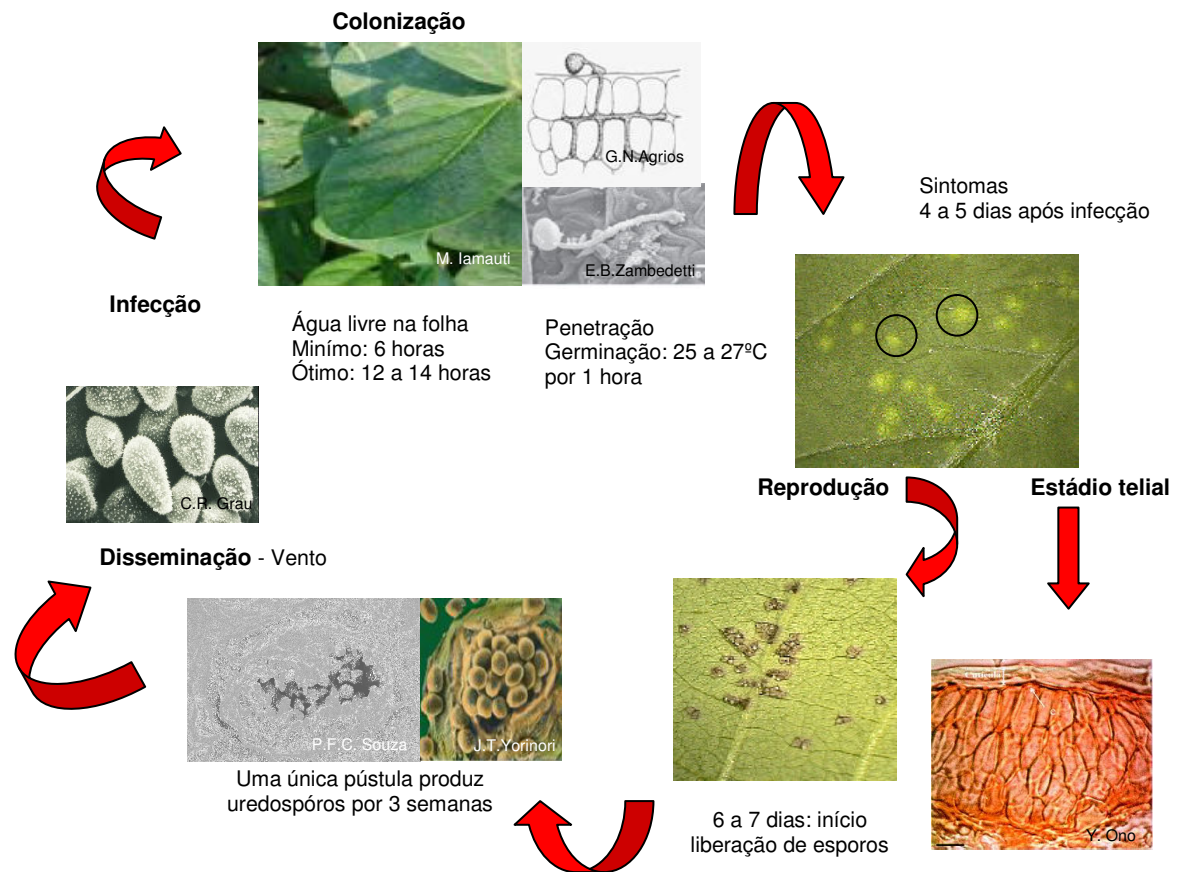 Colonização
G.N.Agrios
M. Iamauti
E.B.Zambedetti
Sintomas
4 a 5 dias após infecção
Infecção
Água livre na folha
Minímo: 6 horas
Ótimo: 12 a 14 horas
Penetração
Germinação: 25 a 27ºC
por 1 hora
C.R. Grau
Reprodução
Estádio telial
Disseminação - Vento
P.F.C. Souza
J.T.Yorinori
Uma única pústula produz
uredospóros por 3 semanas
6 a 7 dias: início
liberação de esporos
Cutícula
Y. Ono